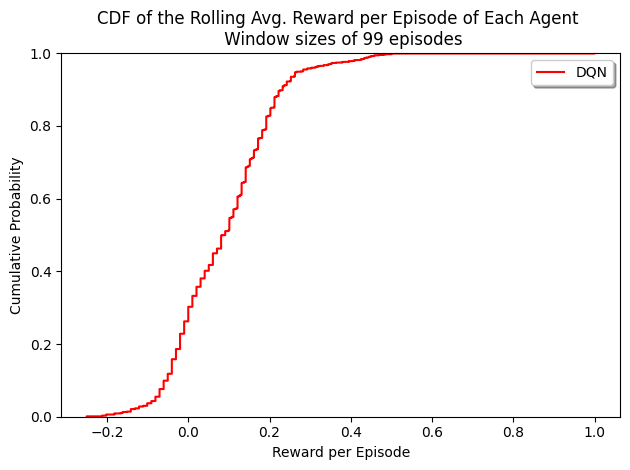 CDF of the Rolling Avg. Reward per Episode of Each Agent
Window sizes of 99 episodes
DQN
Cumulative Probability
1.0
0.8
0.6
0.4
0.2
0.0
−0.2 0.0 0.2 0.4 0.6 0.8 1.0
Reward per Episode